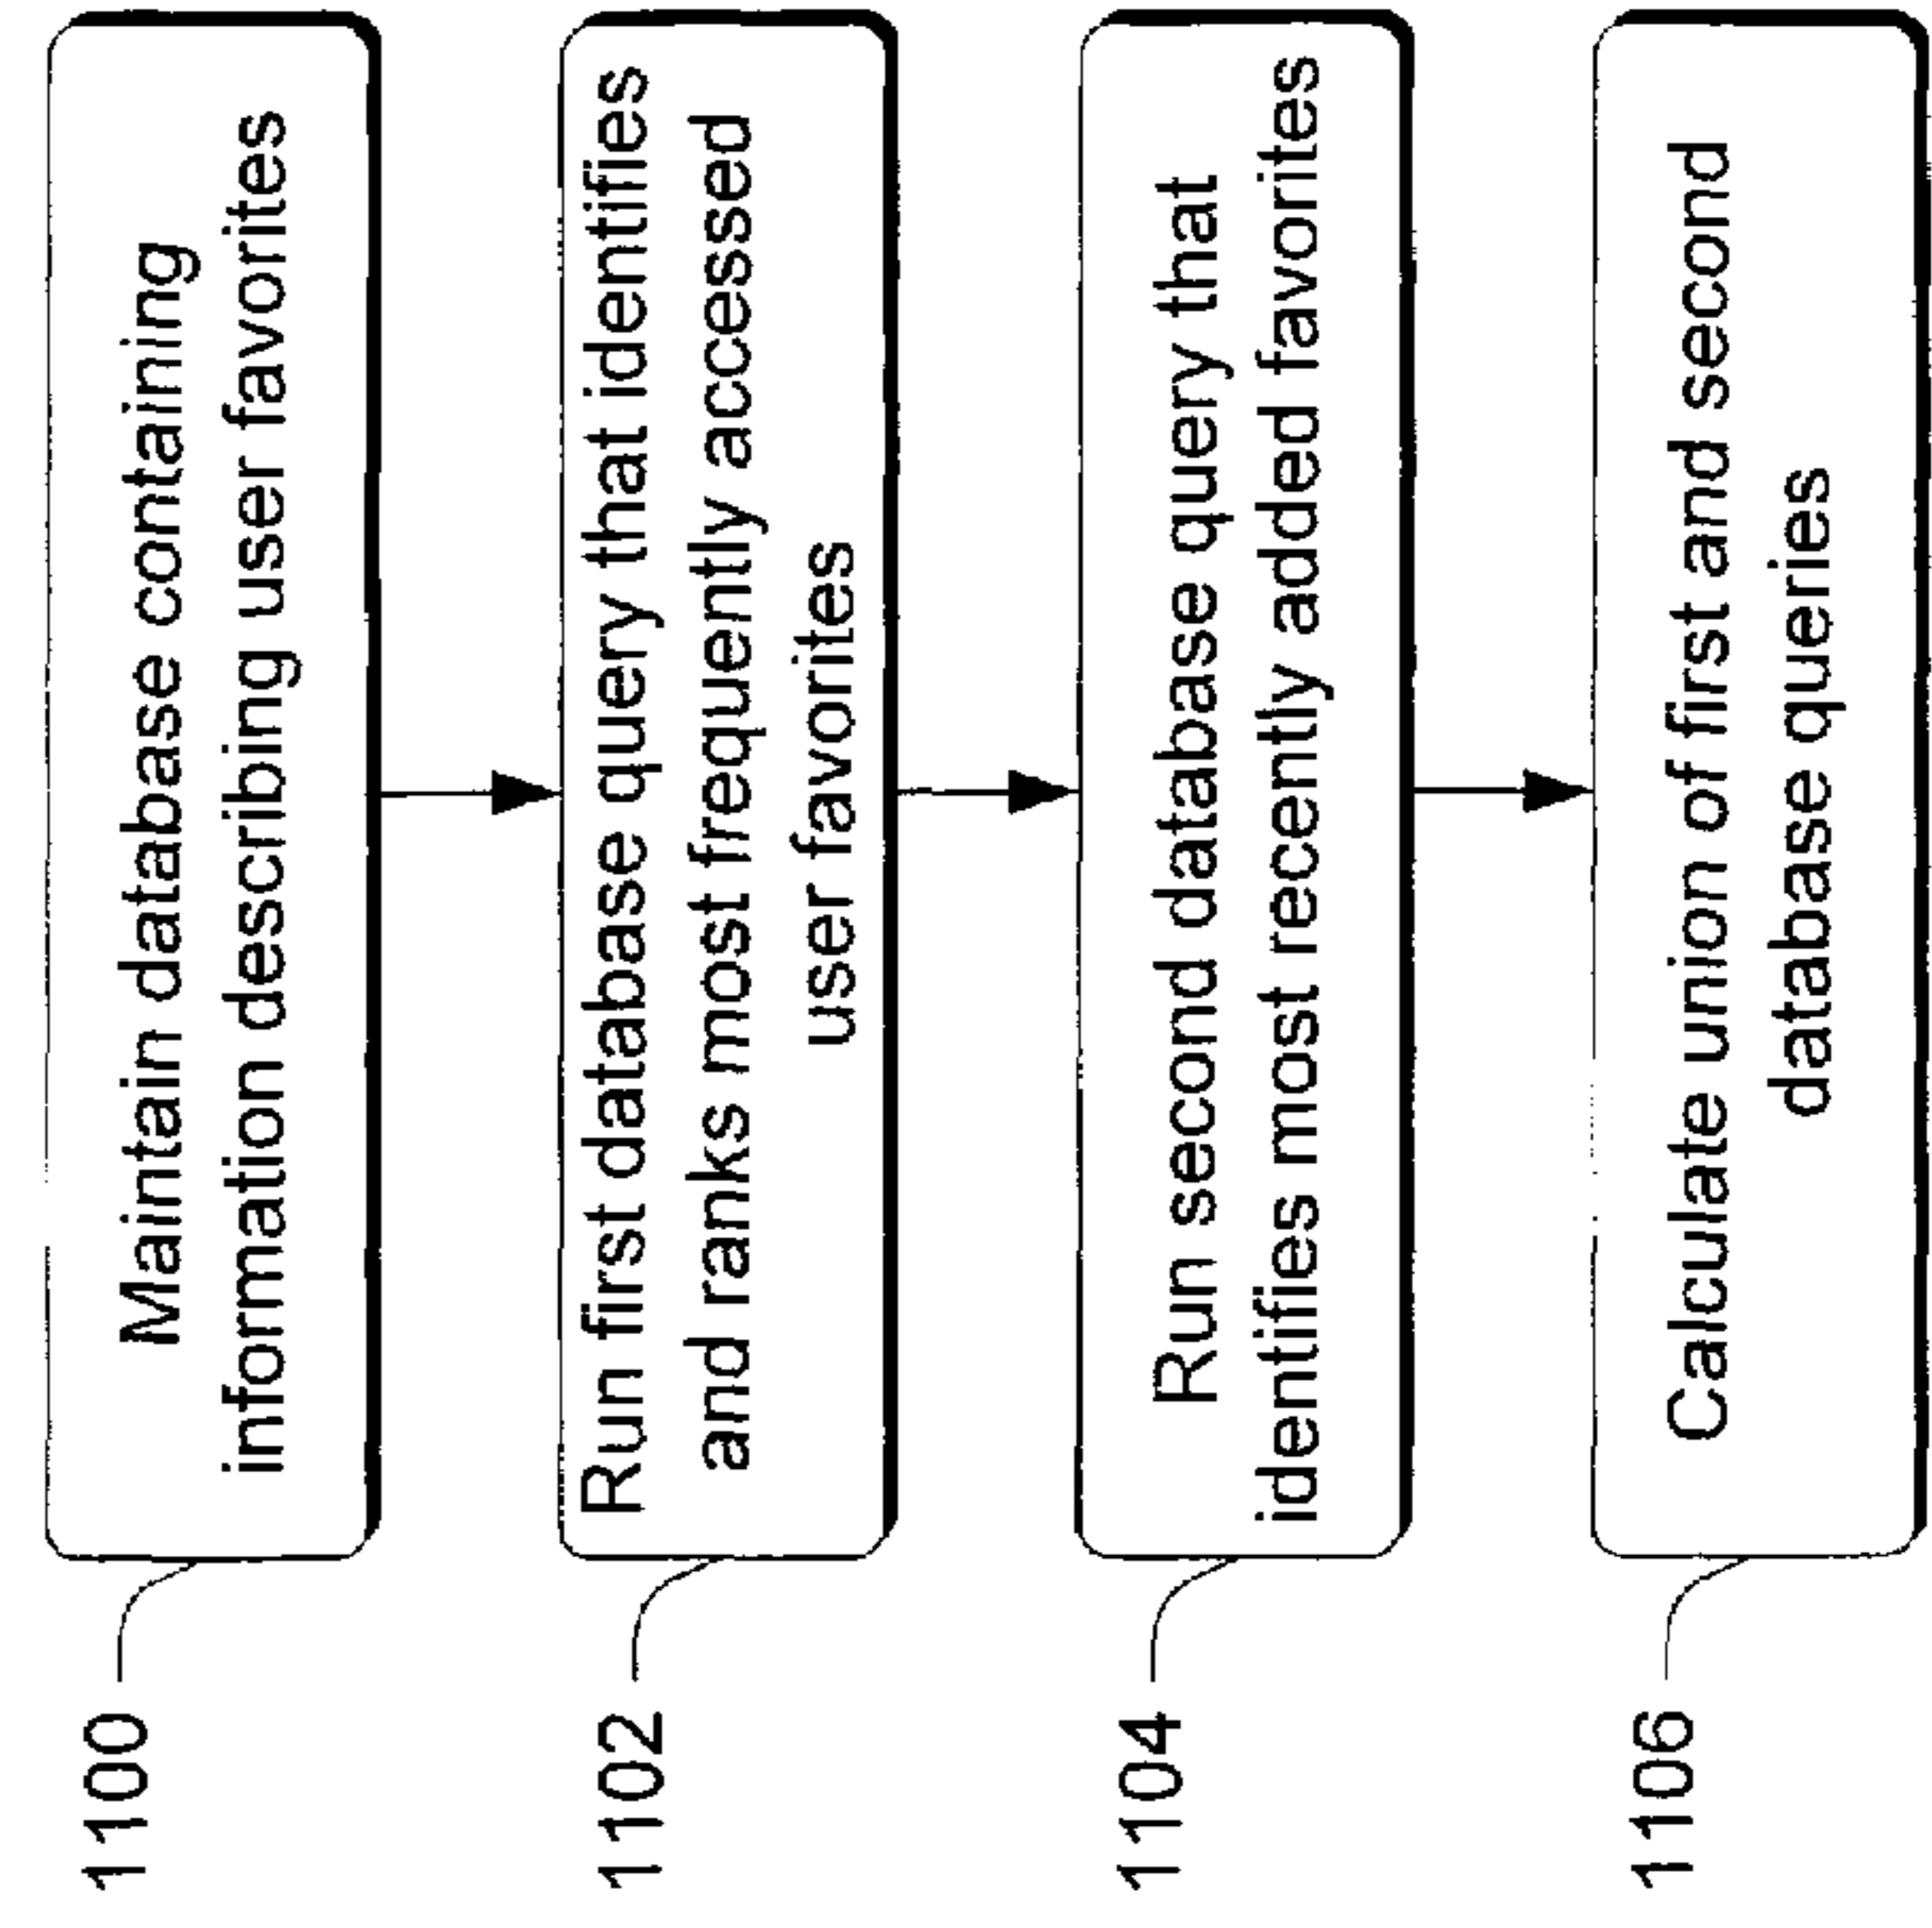 1100
Maintain database containing
information describing user favorites
1102
Run first database query that identifies
and ranks most frequently accessed
user favorites
1104
Run second database query that
identifies most recently added favorites
1106
Calculate union of first and second
database queries